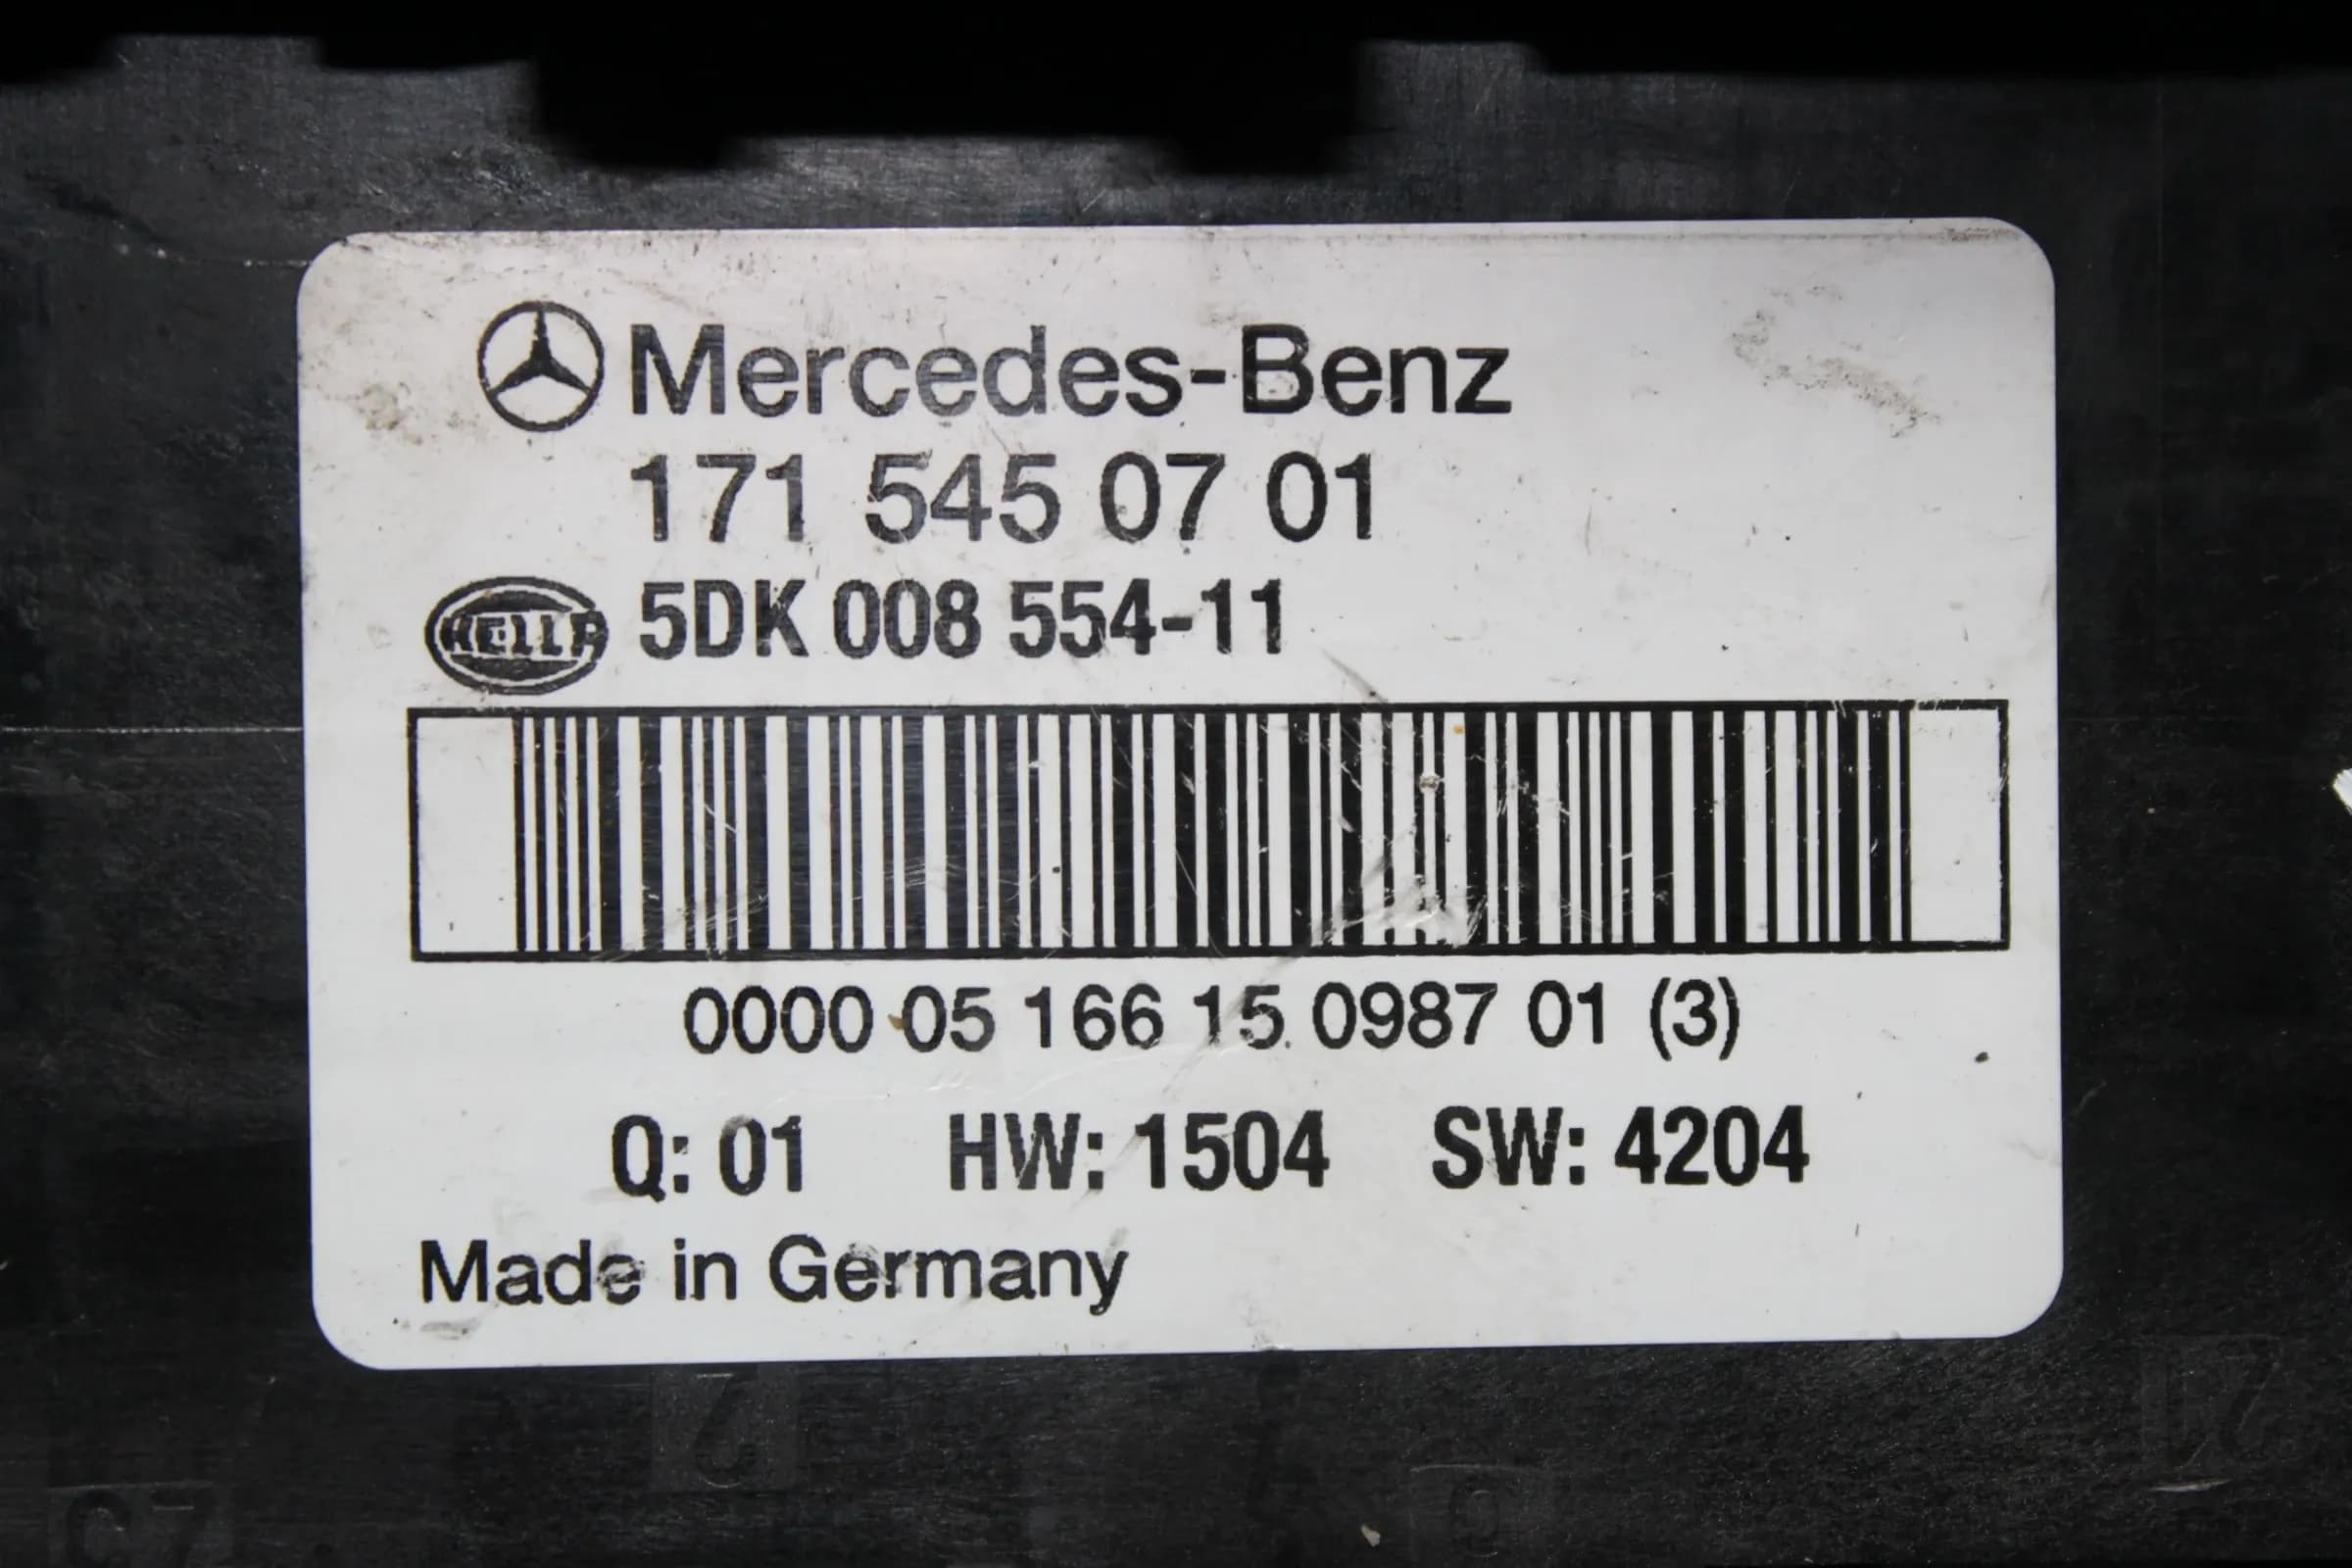 Mercedes-Benz
171 545 07 01
HELLA 5DK 008 554-11
0000 05 166 15 0987 01 (3)
Q: 01 HW: 1504 SW: 4204
Made in Germany